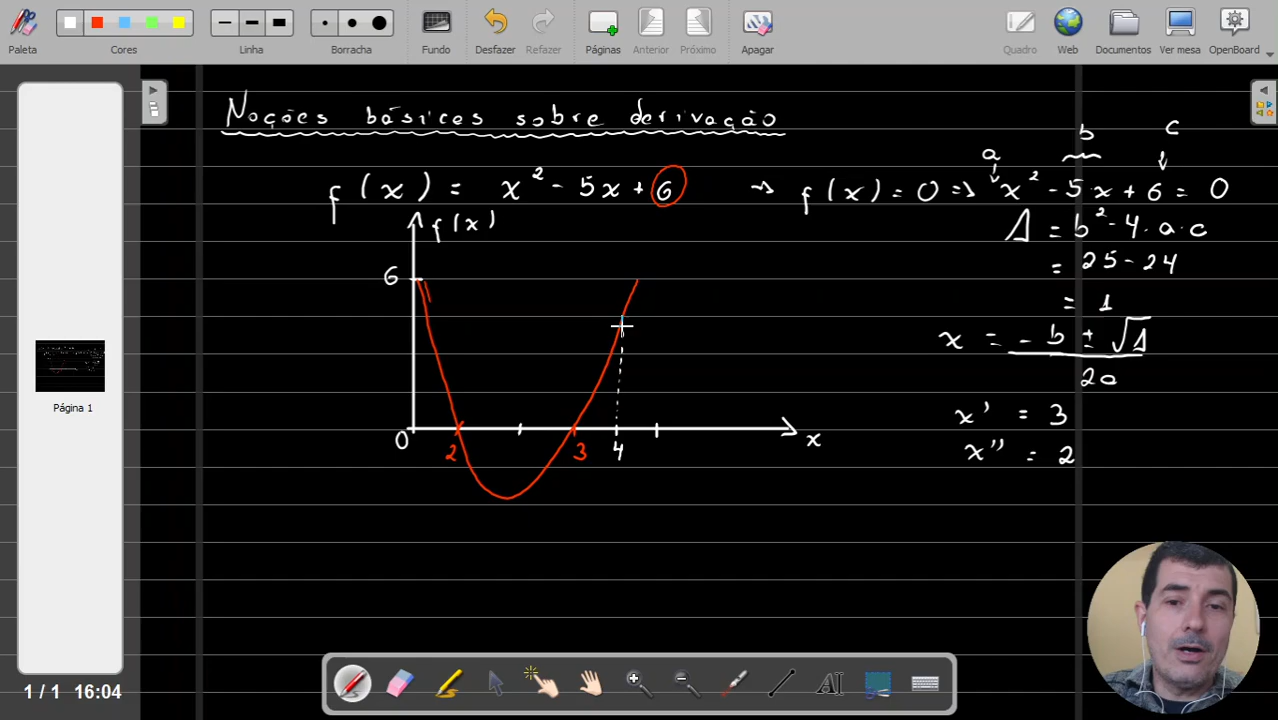 Paleta Cores Linha Borracha Fundo Desfazer Refazer Páginas Anterior Próximo Apagar Quadro Web Documentos Ver mesa OpenBoard
Noções básicas sobre derivação
f(x) = x² - 5x + 6 → f(x) = 0 => x² - 5x + 6 = 0
a b c
f(x)
Δ = b² - 4·a·c
= 25 - 24
= 1
x = - b ± √Δ
2a
x' = 3
x'' = 2
6
0 2 3 4 x
Página 1
1 / 1 16:04